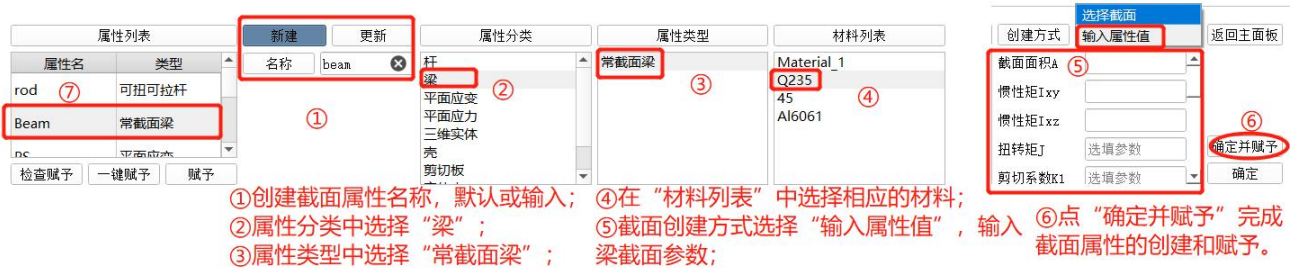 选择截面
属性列表 新建 更新 属性分类 属性类型 材料列表 创建方式 输入属性值 返回主面板
属性名 类型 名称 beam 杆 常截面梁 Material_1 截面面积A ⑤
rod ⑦ 可扭可拉杆 梁 ② ③ Q235 ④ 惯性矩Ixy
平面应变 45
Beam 常截面梁 ① 平面应力 Al6061 惯性矩Ixz ⑥
三维实体
PS 平面应变 壳 扭转矩J 选填参数 确定并赋予
检查赋予 一键赋予 赋予 剪切板 剪切系数K1 选填参数 确定
①创建截面属性名称，默认或输入；
②属性分类中选择“梁”；
③属性类型中选择“常截面梁”；
④在“材料列表”中选择相应的材料；
⑤截面创建方式选择“输入属性值”，输入
梁截面参数；
⑥点“确定并赋予”完成
截面属性的创建和赋予。